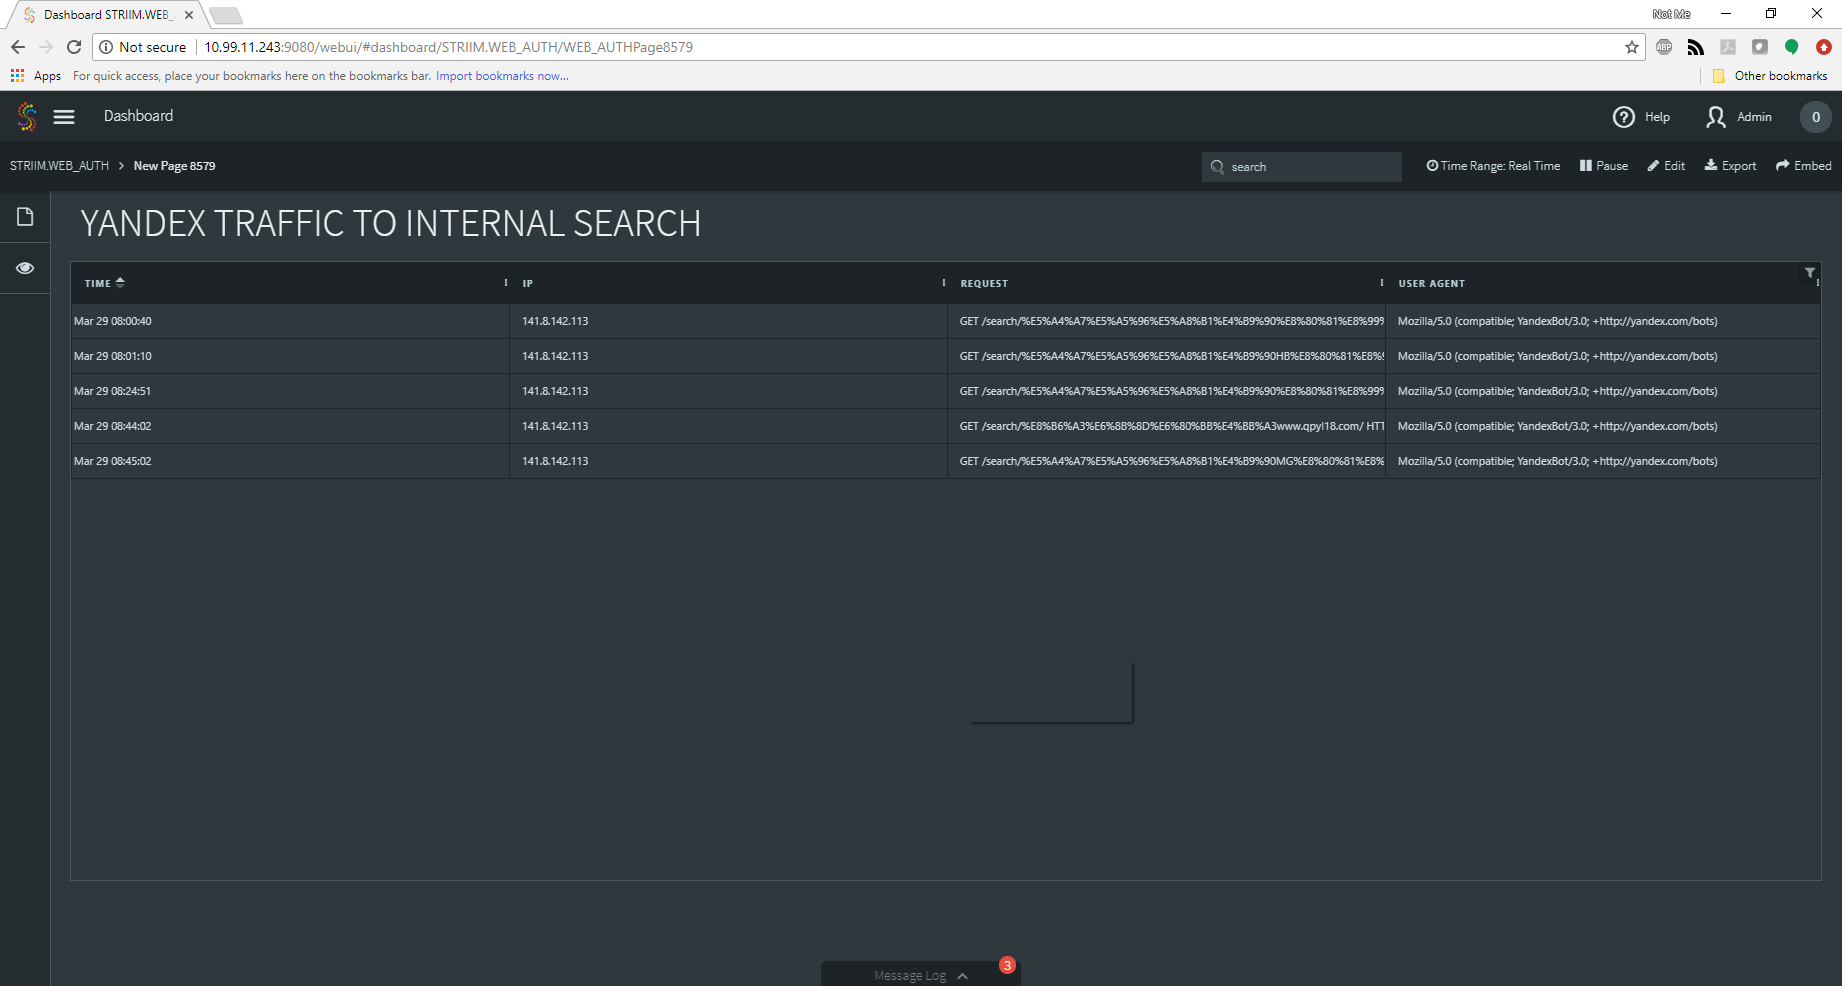 Dashboard STRIIM.WEB_
Not Me
Not secure
10.99.11.243:9080/webui/#dashboard/STRIIM.WEB_AUTH/WEB_AUTHPage8579
ABP
Apps
For quick access, place your bookmarks here on the bookmarks bar. Import bookmarks now...
Other bookmarks
Dashboard
Help
Admin
0
STRIIM.WEB_AUTH > New Page 8579
search
Time Range: Real Time
Pause
Edit
Export
Embed
YANDEX TRAFFIC TO INTERNAL SEARCH
TIME IP REQUEST USER AGENT
Mar 29 08:00:40 141.8.142.113 GET /search/%E5%A4%A7%E5%A5%96%E5%A8%B1%E4%B9%90%E8%80%81%E8%99% Mozilla/5.0 (compatible; YandexBot/3.0; +http://yandex.com/bots)
Mar 29 08:01:10 141.8.142.113 GET /search/%E5%A4%A7%E5%A5%96%E5%A8%B1%E4%B9%90HB%E8%80%81%E8%9 Mozilla/5.0 (compatible; YandexBot/3.0; +http://yandex.com/bots)
Mar 29 08:24:51 141.8.142.113 GET /search/%E5%A4%A7%E5%A5%96%E5%A8%B1%E4%B9%90%E8%80%81%E8%99% Mozilla/5.0 (compatible; YandexBot/3.0; +http://yandex.com/bots)
Mar 29 08:44:02 141.8.142.113 GET /search/%E8%B6%A3%E6%8B%8D%E6%80%BB%E4%BB%A3www.qpyl18.com/ HTT Mozilla/5.0 (compatible; YandexBot/3.0; +http://yandex.com/bots)
Mar 29 08:45:02 141.8.142.113 GET /search/%E5%A4%A7%E5%A5%96%E5%A8%B1%E4%B9%90MG%E8%80%81%E8% Mozilla/5.0 (compatible; YandexBot/3.0; +http://yandex.com/bots)
Message Log
3